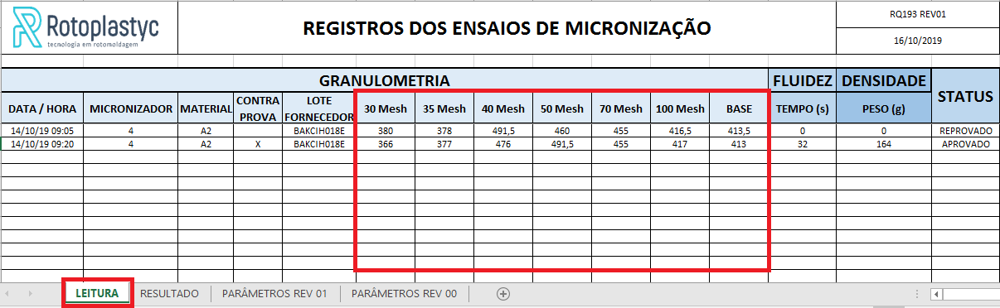 Rotoplastyc
tecnologia em rotomoldagem
REGISTROS DOS ENSAIOS DE MICRONIZAÇÃO
RQ193 REV01
16/10/2019
GRANULOMETRIA FLUIDEZ DENSIDADE STATUS
DATA / HORA MICRONIZADOR MATERIAL CONTRA PROVA LOTE FORNECEDOR 30 Mesh 35 Mesh 40 Mesh 50 Mesh 70 Mesh 100 Mesh BASE TEMPO (s) PESO (g)
14/10/19 09:05 4 A2 BAKCIH018E 380 378 491,5 460 455 416,5 413,5 0 0 REPROVADO
14/10/19 09:20 4 A2 X BAKCIH018E 366 377 476 491,5 455 417 413 32 164 APROVADO
LEITURA RESULTADO PARÂMETROS REV 01 PARÂMETROS REV 00